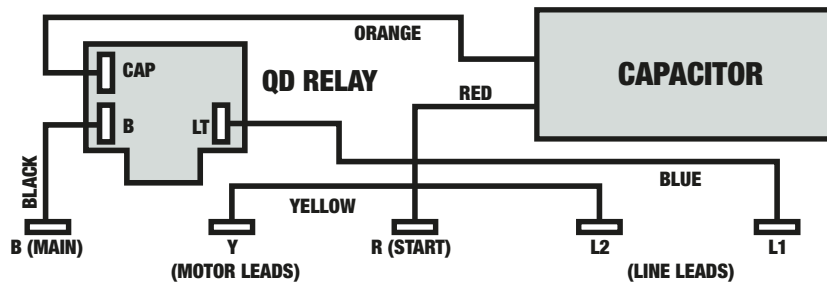 ORANGE
CAP
QD RELAY
CAPACITOR
RED
B
LT
BLACK
BLUE
YELLOW
B (MAIN)
Y
R (START)
L2
L1
(MOTOR LEADS)
(LINE LEADS)